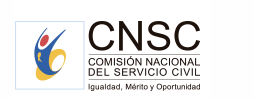 CNSC
COMISIÓN NACIONAL
DEL SERVICIO CIVIL
Igualdad, Mérito y Oportunidad